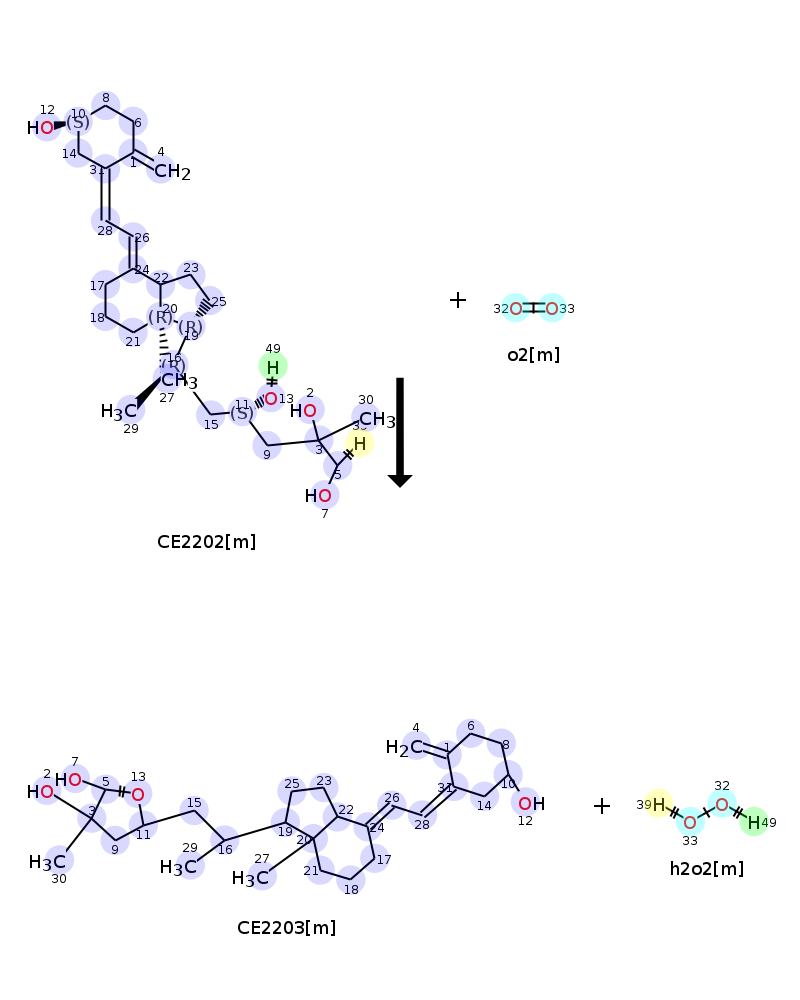 8
12 10 6
HO (S)
14 4
31 1 CH2
28 26
24
17 22 23
20 25
18 (R) (R)
21 19
49
16 H
(R) 2 30
27 CH3 11 O 13 HO CH3
H3C (S) 39
29 15 3 H
9 5
HO
7
+ 32 O O 33
o2[m]
CE2202[m]
4 6
H2C 1 8
7 13 25 23 31 10
2 HO 5 O 15 26 14 OH
HO 22 28 12
3 11 19 24
9 29 16 20 17
H3C H3C 27 21
30 H3C 18
+ 39 H O O H 49
32
33
h2o2[m]
CE2203[m]